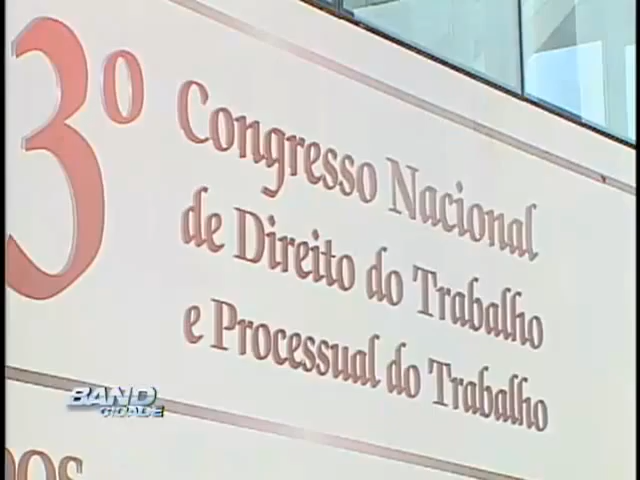 3º Congresso Nacional
de Direito do Trabalho
e Processual do Trabalho
BAND
CIDADE